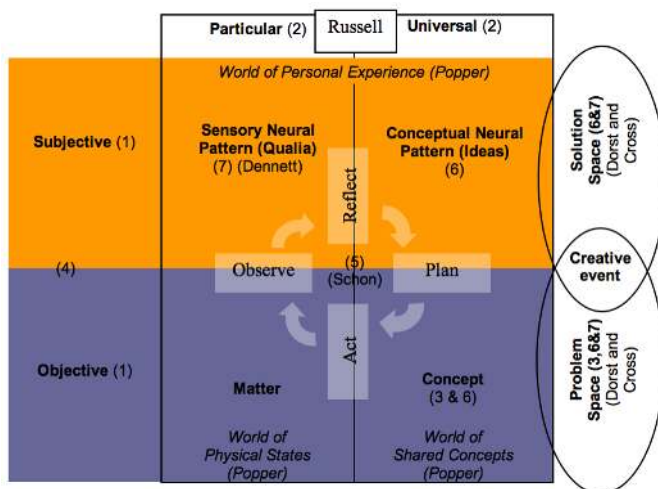 Particular (2)
Russell
Universal (2)
World of Personal Experience (Popper)
Subjective (1)
Sensory Neural
Pattern (Qualia)
(7) (Dennett)
Conceptual Neural
Pattern (Ideas)
(6)
Reflect
(4)
Observe
(5)
(Schon)
Plan
Act
Objective (1)
Matter
Concept
(3 & 6)
World of
Physical States
(Popper)
World of
Shared Concepts
(Popper)
Solution
Space (6&7)
(Dorst and
Cross)
Creative
event
Problem
Space (3,6&7)
(Dorst and
Cross)